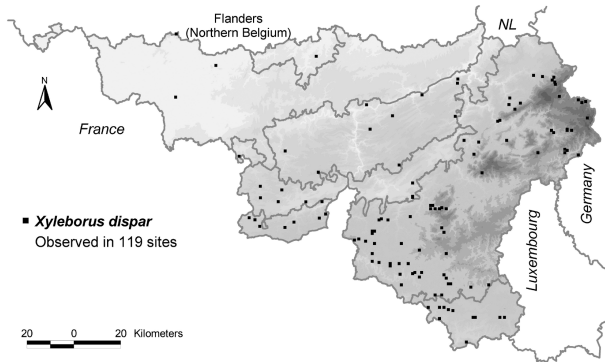 Flanders
(Northern Belgium)
NL
N
France
Xyleborus dispar
Observed in 119 sites
Luxembourg
Germany
20 0 20 Kilometers